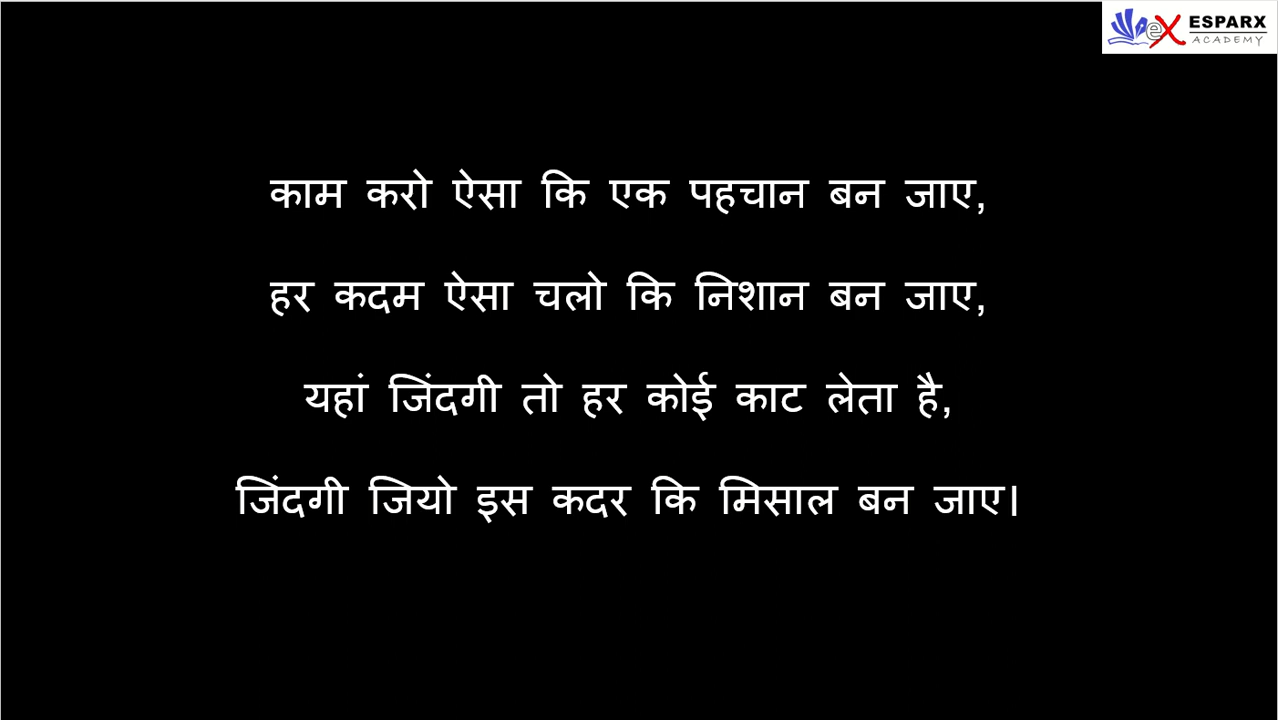 eX ESPARX
ACADEMY
काम करो ऐसा कि एक पहचान बन जाए,
हर कदम ऐसा चलो कि निशान बन जाए,
यहां जिंदगी तो हर कोई काट लेता है,
जिंदगी जियो इस कदर कि मिसाल बन जाए।